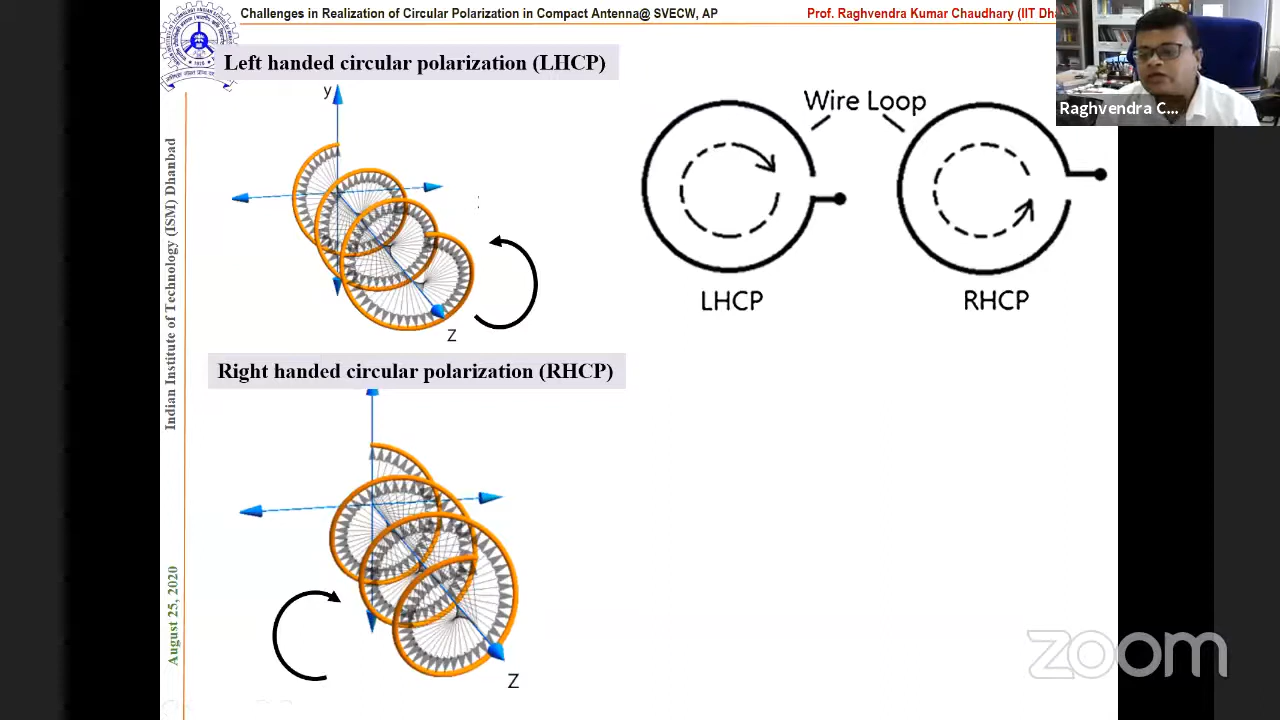 Challenges in Realization of Circular Polarization in Compact Antenna@ SVECW, AP
Prof. Raghvendra Kumar Chaudhary (IIT Dha
Raghvendra C...
Left handed circular polarization (LHCP)
y
Z
Wire Loop
LHCP
RHCP
Right handed circular polarization (RHCP)
Z
Indian Institute of Technology (ISM) Dhanbad
August 25, 2020
zoom